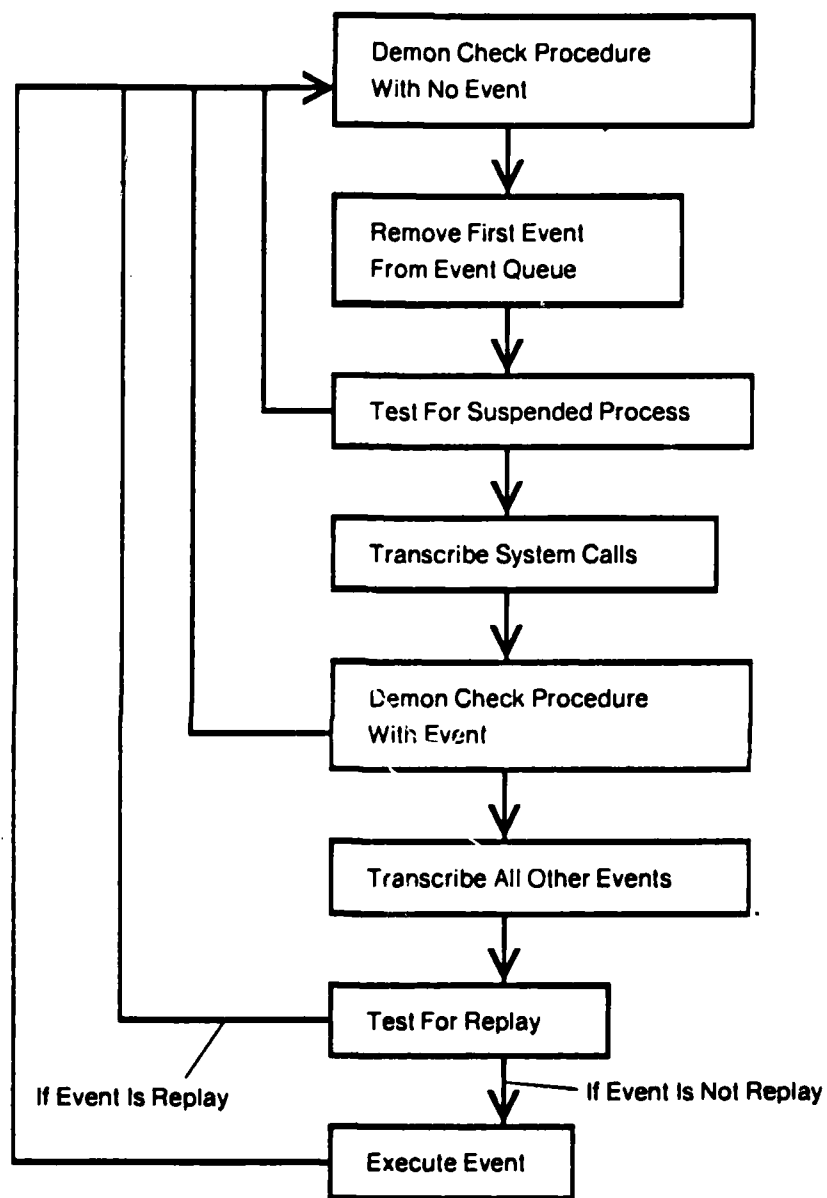 Demon Check Procedure
With No Event
Remove First Event
From Event Queue
Test For Suspended Process
Transcribe System Calls
Demon Check Procedure
With Event
Transcribe All Other Events
Test For Replay
If Event Is Replay
If Event Is Not Replay
Execute Event